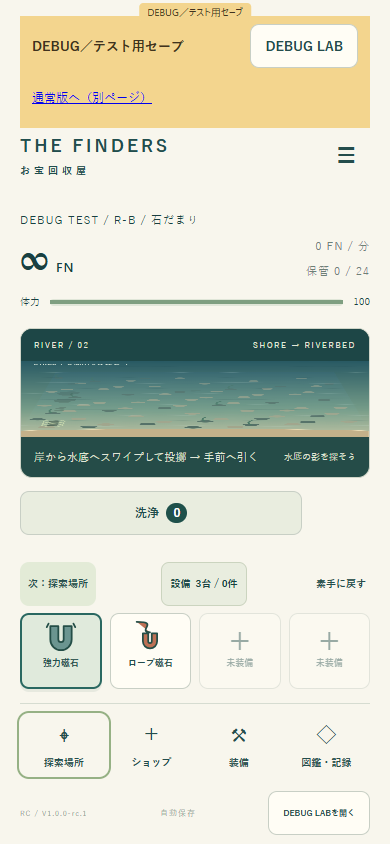 DEBUG／テスト用セーブ
DEBUG／テスト用セーブ
DEBUG LAB
通常版へ（別ページ）
THE FINDERS
お宝回収屋
DEBUG TEST / R-B / 石だまり
0 FN / 分
∞ FN
保管 0 / 24
体力 100
RIVER / 02 SHORE — RIVERBED
岸から水底へスワイプして投擲 → 手前へ引く 水底の影を探そう
洗浄 0
次：探索場所 設備 3台 / 0件 素手に戻す
強力磁石 ロープ磁石 未装備 未装備
探索場所 ショップ 装備 図鑑・記録
RC / V1.0.0-rc.1 自動保存 DEBUG LABを開く